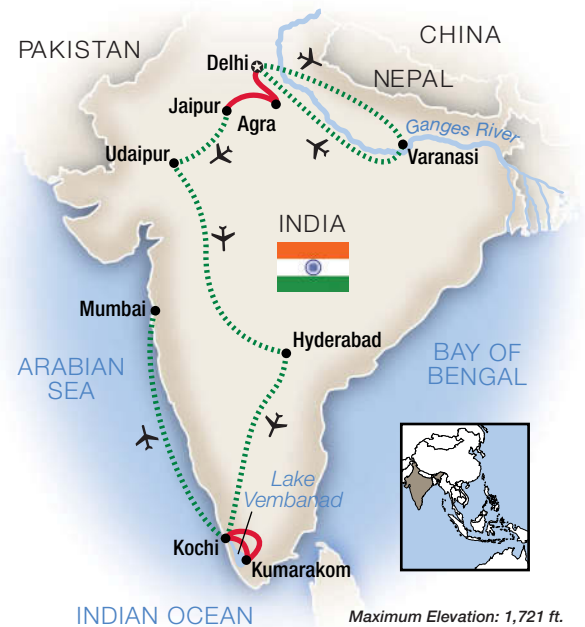 PAKISTAN
CHINA
Delhi
NEPAL
Jaipur
Agra
Ganges River
Udaipur
Varanasi
INDIA
Mumbai
Hyderabad
ARABIAN
SEA
BAY OF
BENGAL
Lake
Vembanad
Kochi
Kumarakom
INDIAN OCEAN
Maximum Elevation: 1,721 ft.